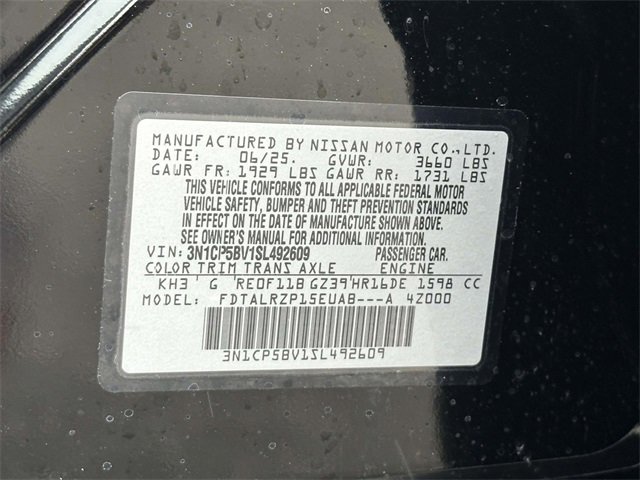 MANUFACTURED BY NISSAN MOTOR CO.,LTD.
DATE: 06/25. GVWR: 3660 LBS
GAWR FR: 1929 LBS GAWR RR: 1731 LBS
THIS VEHICLE CONFORMS TO ALL APPLICABLE FEDERAL MOTOR
VEHICLE SAFETY, BUMPER AND THEFT PREVENTION STANDARDS
IN EFFECT ON THE DATE OF MANUFACTURE SHOWN ABOVE.
SEE OWNER'S MANUAL FOR ADDITIONAL INFORMATION.
VIN: 3N1CP5BV1SL492609 PASSENGER CAR.
COLOR TRIM TRANS AXLE ENGINE
KH3 G RE0F11B GZ39 HR16DE 1598 CC
MODEL: FDTALRZP15EUAB---A 4Z000
3N1CP5BV1SL492609